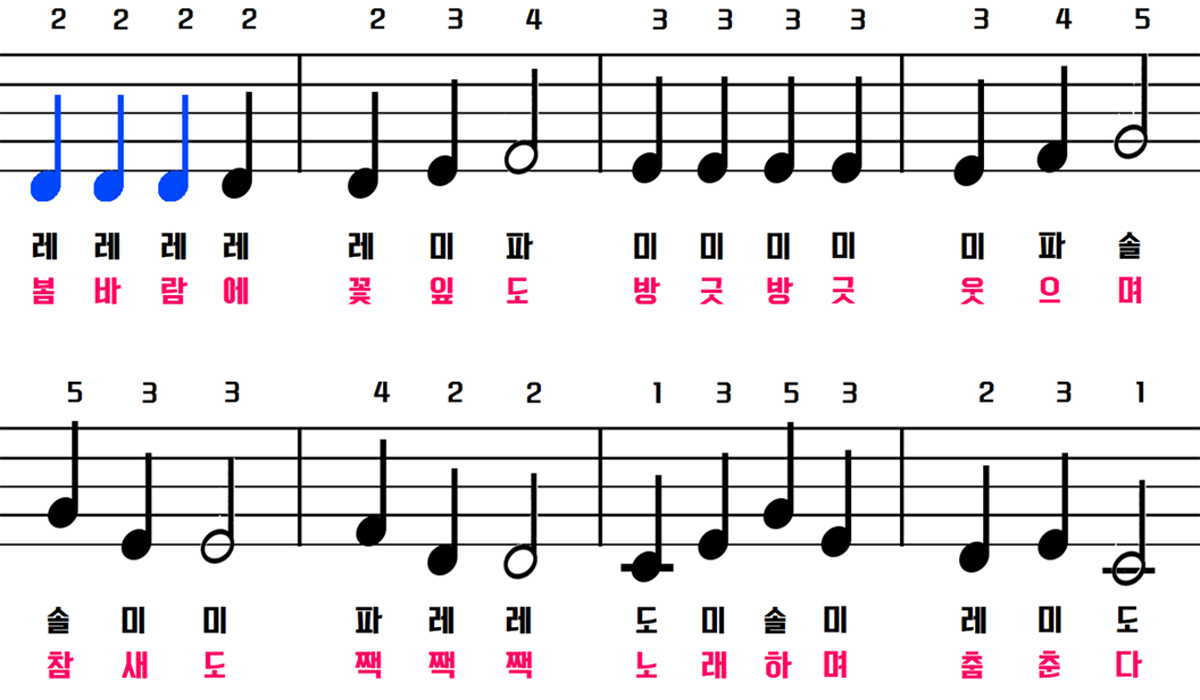 2 2 2 2 2 3 4 3 3 3 3 3 4 5
레 레 레 레 레 미 파 미 미 미 미 미 파 솔
봄 바 람 에 꽃 잎 도 방 긋 방 긋 웃 으 며
5 3 3 4 2 2 1 3 5 3 2 3 1
솔 미 미 파 레 레 도 미 솔 미 레 미 도
참 새 도 짹 짹 짹 노 래 하 며 춤 춘 다